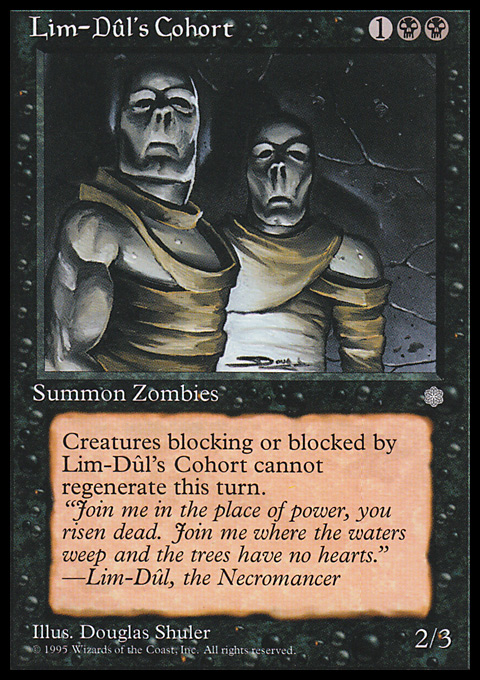 Lim-Dûl's Cohort
1
Summon Zombies
Creatures blocking or blocked by
Lim-Dûl's Cohort cannot
regenerate this turn.
“Join me in the place of power, you
risen dead. Join me where the waters
weep and the trees have no hearts.”
—Lim-Dûl, the Necromancer
Illus. Douglas Shuler
2/3
© 1995 Wizards of the Coast, Inc. All rights reserved.